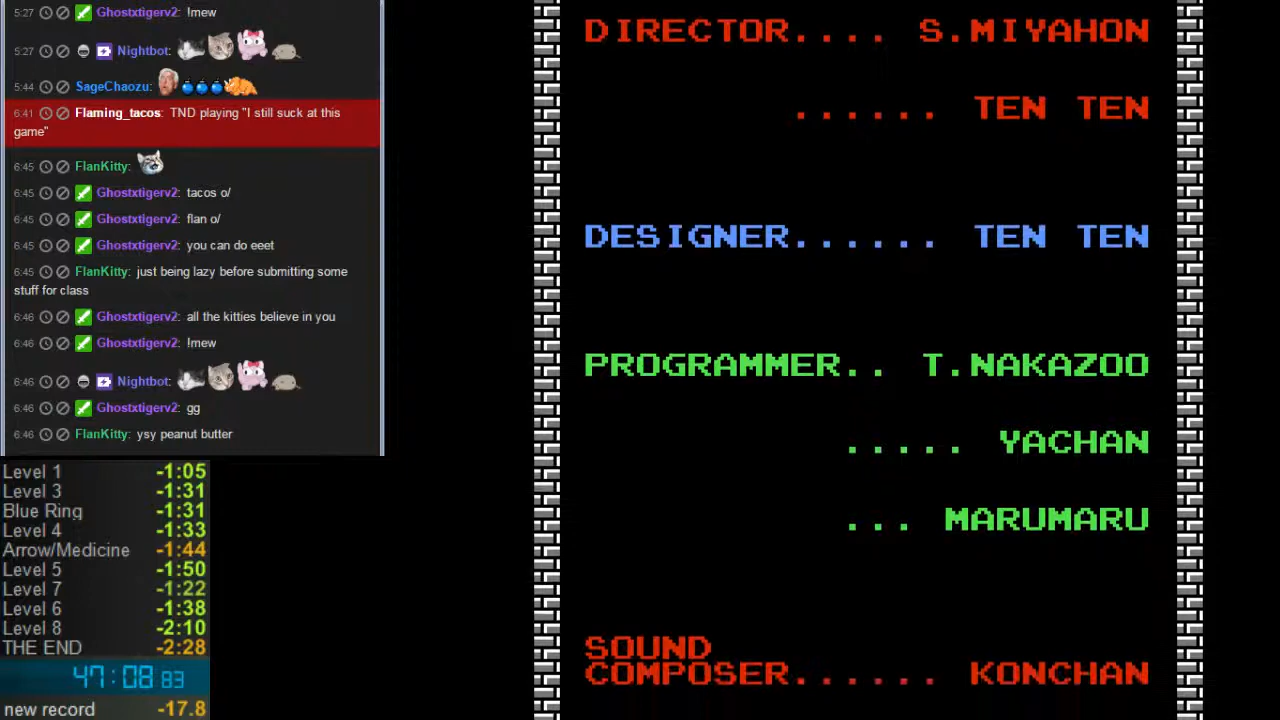 5:27 Ghostxtigerv2: !mew
5:27 Nightbot:
5:44 SageChaozu:
6:41 Flaming_tacos: TND playing "I still suck at this
game"
6:45 FlanKitty:
6:45 Ghostxtigerv2: tacos o/
6:45 Ghostxtigerv2: flan o/
6:45 Ghostxtigerv2: you can do eeet
6:45 FlanKitty: just being lazy before submitting some
stuff for class
6:46 Ghostxtigerv2: all the kitties believe in you
6:46 Ghostxtigerv2: !mew
6:46 Nightbot:
6:46 Ghostxtigerv2: gg
6:46 FlanKitty: ysy peanut butter
Level 1 -1:05
Level 3 -1:31
Blue Ring -1:31
Level 4 -1:33
Arrow/Medicine -1:44
Level 5 -1:50
Level 7 -1:22
Level 6 -1:38
Level 8 -2:10
THE END -2:28
47:08 83
new record -17.8
DIRECTOR.... S.MIYAHON
...... TEN TEN
DESIGNER...... TEN TEN
PROGRAMMER.. T.NAKAZOO
..... YACHAN
... MARUMARU
SOUND
COMPOSER...... KONCHAN